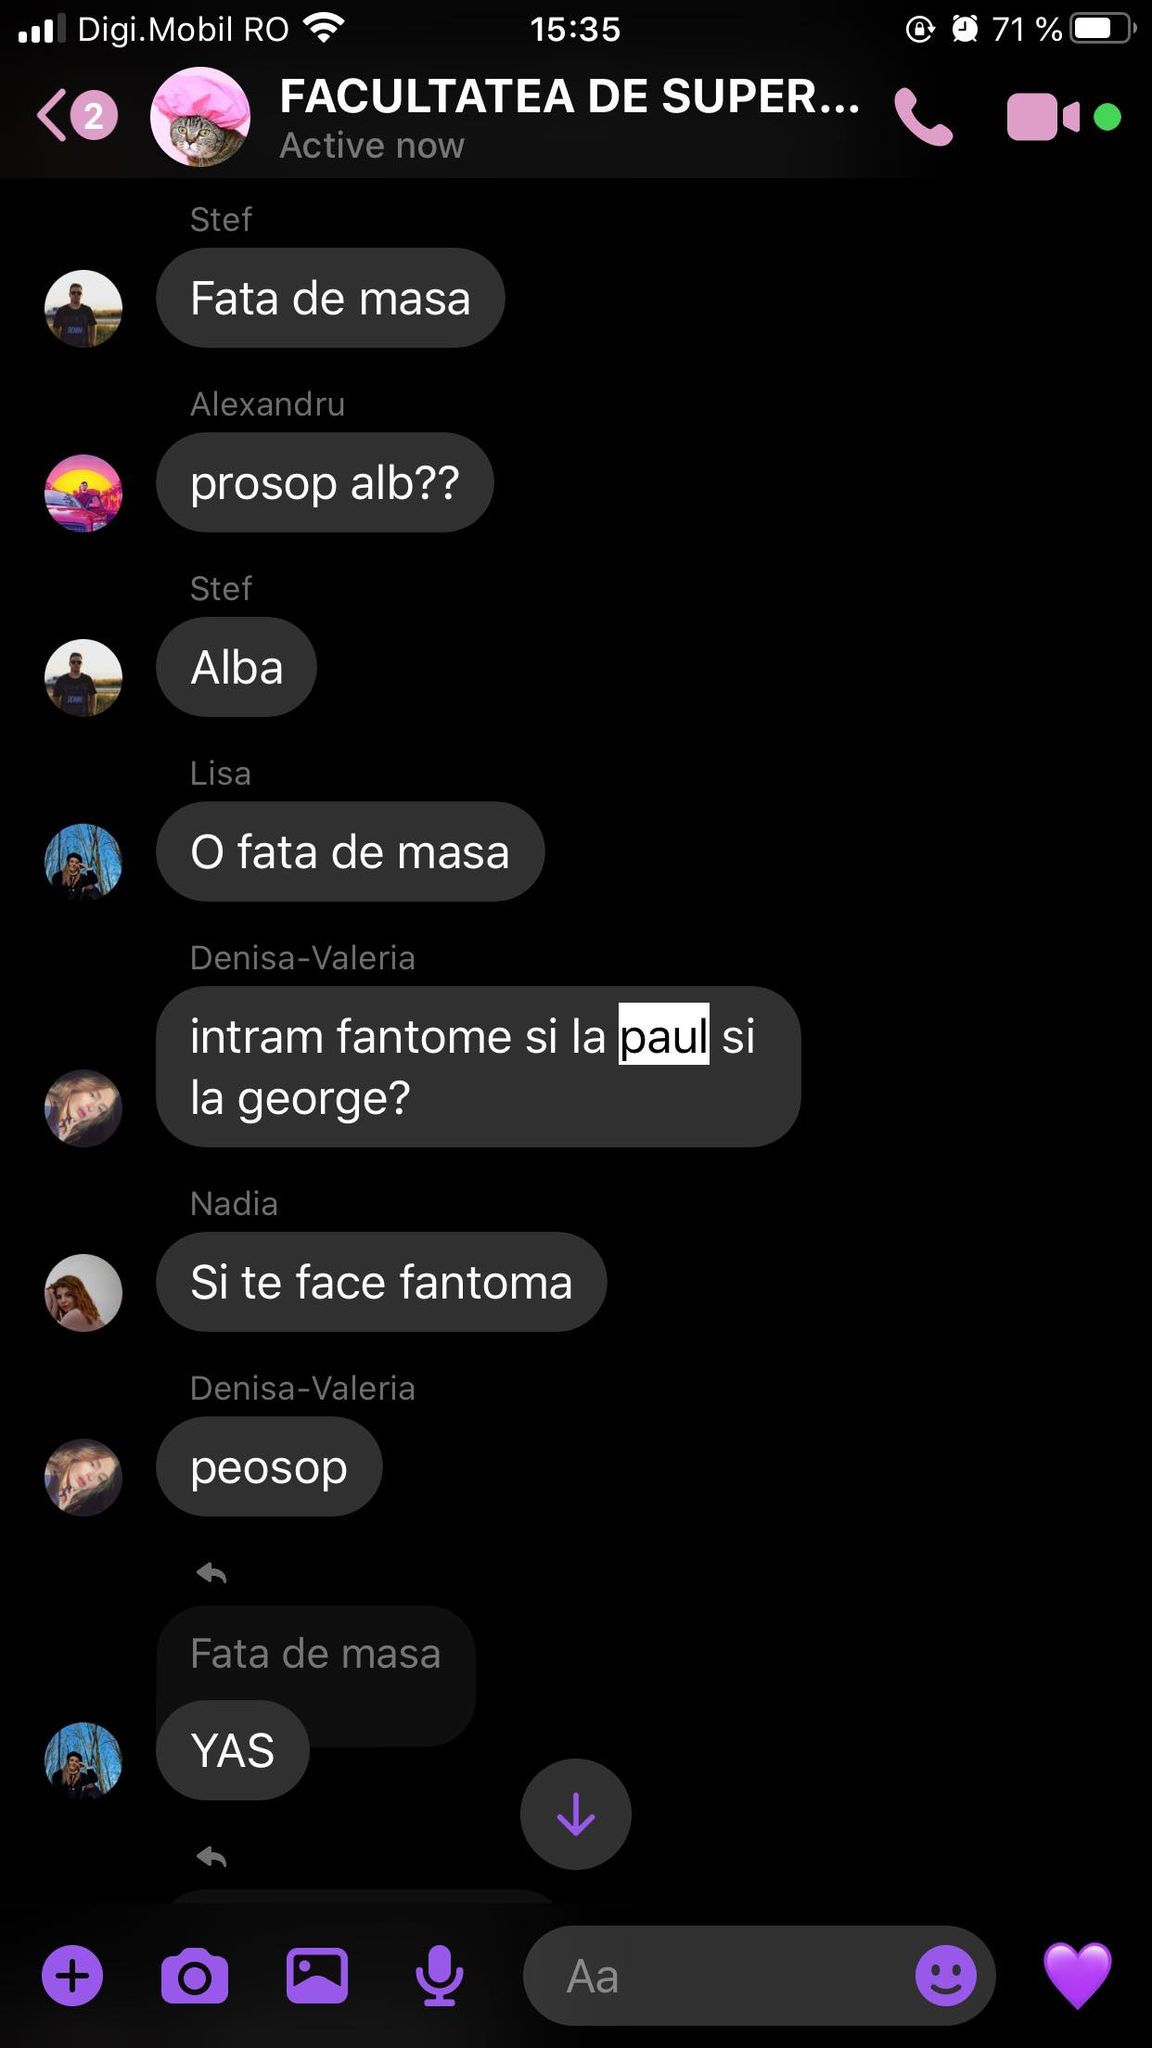 Digi.Mobil RO
15:35
71 %
2
FACULTATEA DE SUPER...
Active now
Stef
Fata de masa
Alexandru
prosop alb??
Stef
Alba
Lisa
O fata de masa
Denisa-Valeria
intram fantome si la paul si
la george?
Nadia
Si te face fantoma
Denisa-Valeria
peosop
Fata de masa
YAS
Aa